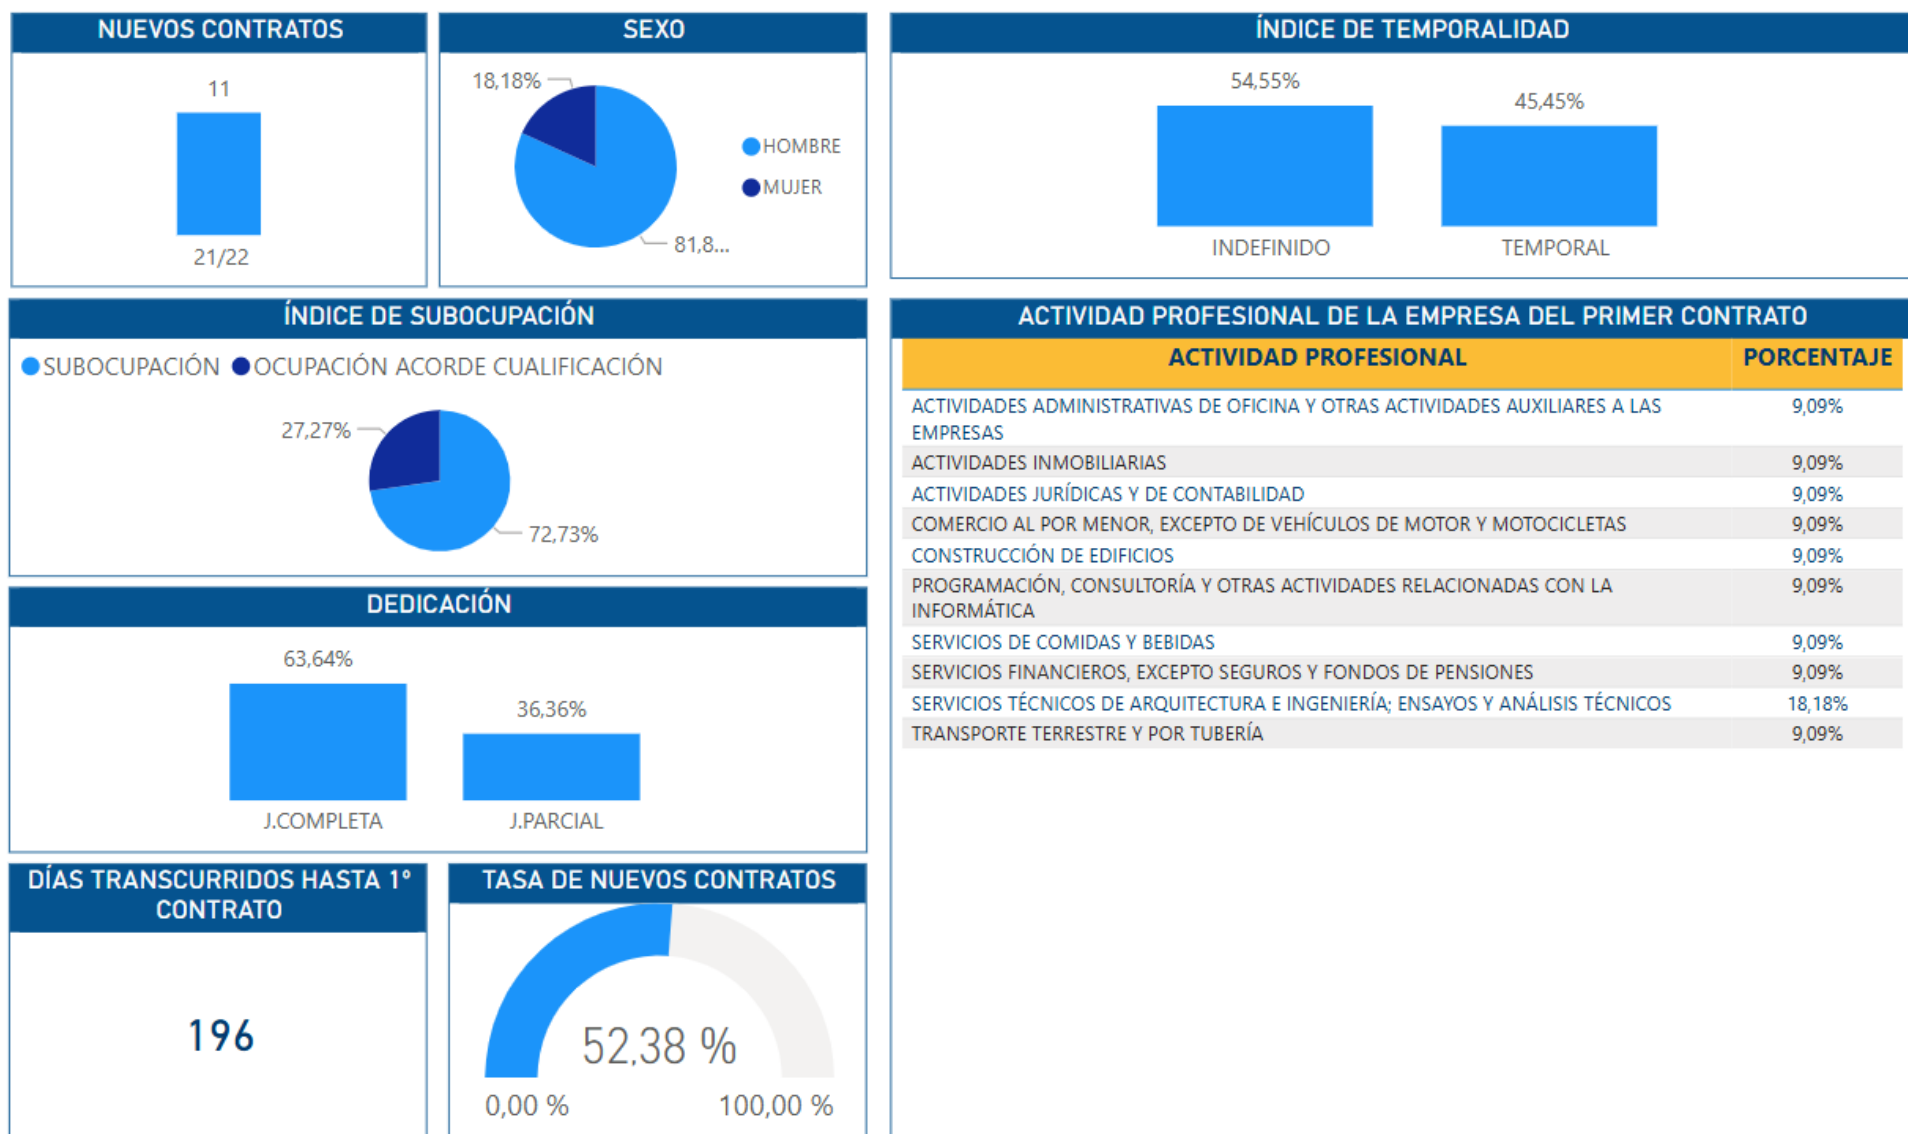 NUEVOS CONTRATOS
11
21/22
SEXO
18,18%
HOMBRE
MUJER
81,8...
ÍNDICE DE TEMPORALIDAD
54,55%
45,45%
INDEFINIDO
TEMPORAL
ÍNDICE DE SUBOCUPACIÓN
SUBOCUPACIÓN OCUPACIÓN ACORDE CUALIFICACIÓN
27,27%
72,73%
DEDICACIÓN
63,64%
36,36%
J.COMPLETA
J.PARCIAL
DÍAS TRANSCURRIDOS HASTA 1º
CONTRATO
196
TASA DE NUEVOS CONTRATOS
52,38 %
0,00 %
100,00 %
ACTIVIDAD PROFESIONAL DE LA EMPRESA DEL PRIMER CONTRATO
ACTIVIDAD PROFESIONAL PORCENTAJE
ACTIVIDADES ADMINISTRATIVAS DE OFICINA Y OTRAS ACTIVIDADES AUXILIARES A LAS 9,09%
EMPRESAS
ACTIVIDADES INMOBILIARIAS 9,09%
ACTIVIDADES JURÍDICAS Y DE CONTABILIDAD 9,09%
COMERCIO AL POR MENOR, EXCEPTO DE VEHÍCULOS DE MOTOR Y MOTOCICLETAS 9,09%
CONSTRUCCIÓN DE EDIFICIOS 9,09%
PROGRAMACIÓN, CONSULTORÍA Y OTRAS ACTIVIDADES RELACIONADAS CON LA 9,09%
INFORMÁTICA
SERVICIOS DE COMIDAS Y BEBIDAS 9,09%
SERVICIOS FINANCIEROS, EXCEPTO SEGUROS Y FONDOS DE PENSIONES 9,09%
SERVICIOS TÉCNICOS DE ARQUITECTURA E INGENIERÍA; ENSAYOS Y ANÁLISIS TÉCNICOS 18,18%
TRANSPORTE TERRESTRE Y POR TUBERÍA 9,09%